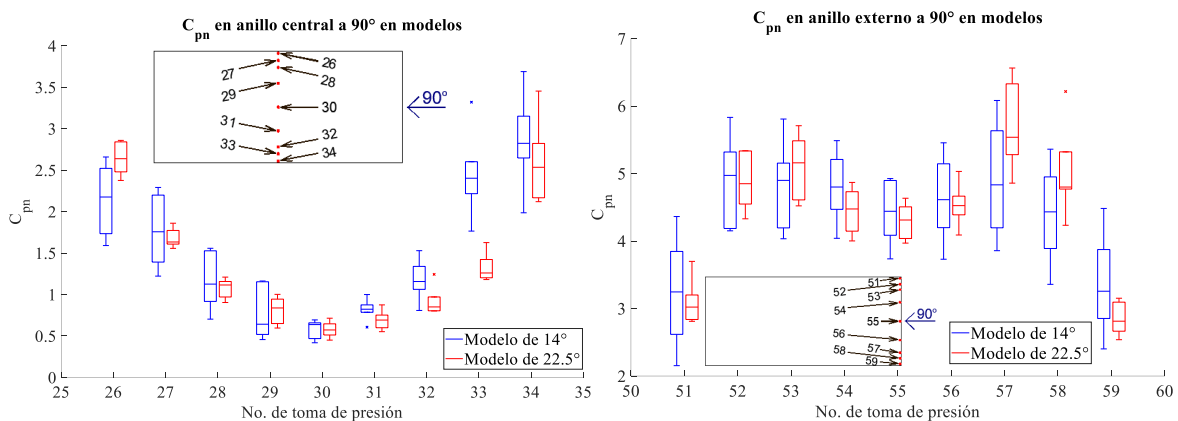 C_pn en anillo central a 90° en modelos
C_pn
4
3.5
3
2.5
2
1.5
1
0.5
0
25 26 27 28 29 30 31 32 33 34 35
No. de toma de presión
26
27
28
29
30
31
32
33
34
90°
Modelo de 14°
Modelo de 22.5°
C_pn en anillo externo a 90° en modelos
C_pn
7
6
5
4
3
2
50 51 52 53 54 55 56 57 58 59 60
No. de toma de presión
51
52
53
54
55
56
57
58
59
90°
Modelo de 14°
Modelo de 22.5°